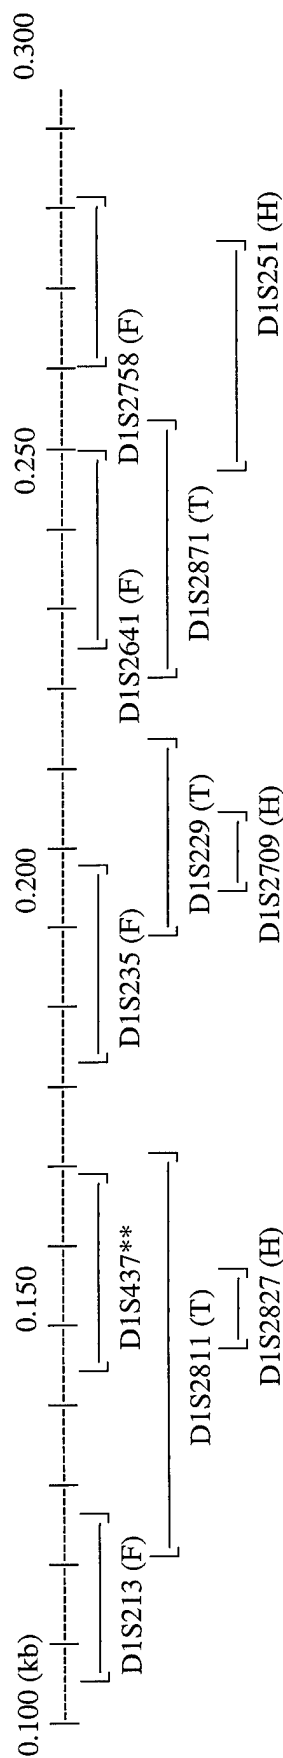 0.100 (kb) 0.150 0.200 0.250 0.300
D1S213 (F) D1S437** D1S235 (F) D1S2641 (F) D1S2758 (F)
D1S2811 (T) D1S229 (T) D1S2871 (T)
D1S2827 (H) D1S2709 (H) D1S251 (H)